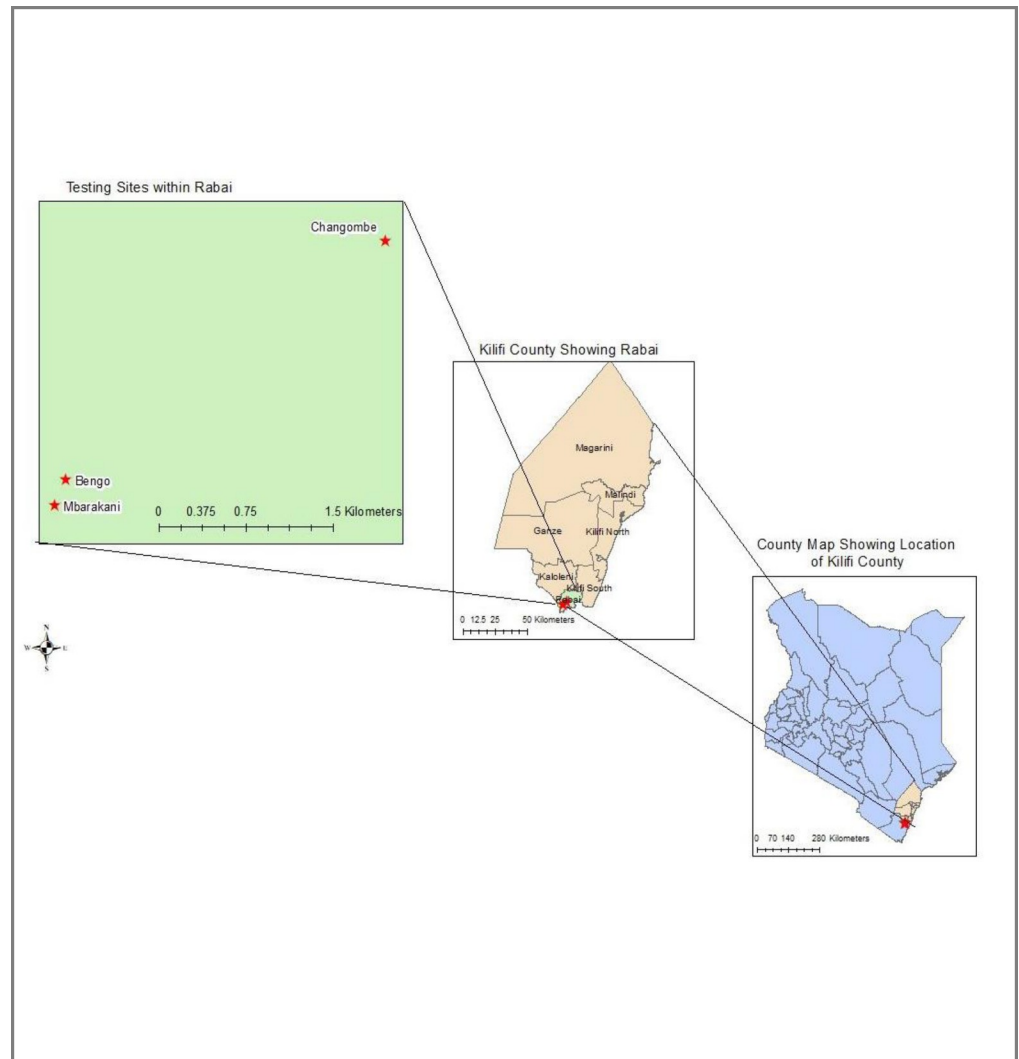 Testing Sites within Rabai
Changombe
Bengo
Mbarakani
0 0.375 0.75 1.5 Kilometers
Kilifi County Showing Rabai
Magarini
Malindi
Ganze
Kilifi North
Kaloleni
Kilifi South
Rabai
0 12.5 25 50 Kilometers
County Map Showing Location
of Kilifi County
0 70 140 280 Kilometers
N
W E
S